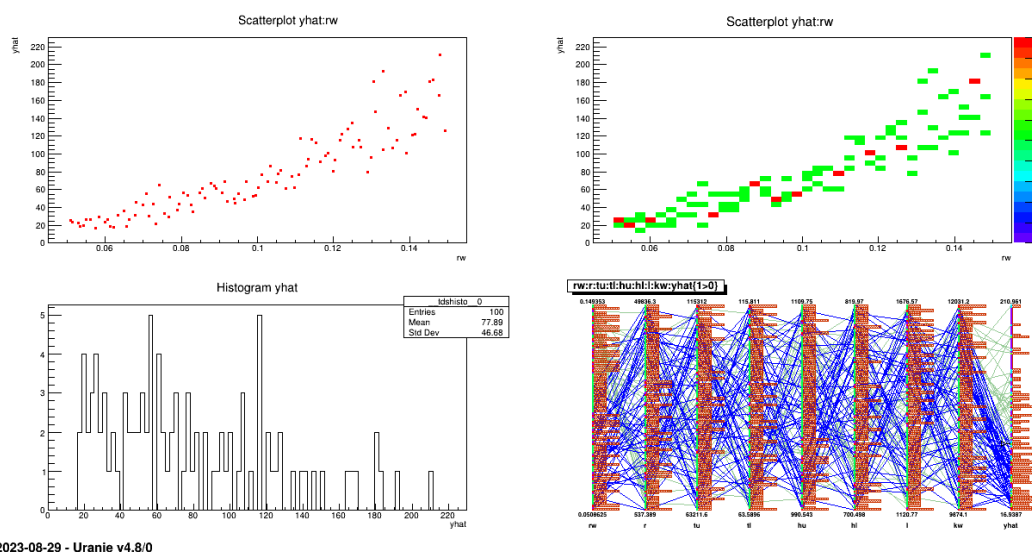 Scatterplot yhat:rw
yhat
220
200
180
160
140
120
100
80
60
40
20
0
0.06
0.08
0.1
0.12
0.14
rw
Scatterplot yhat:rw
yhat
220
200
180
160
140
120
100
80
60
40
20
0
0.06
0.08
0.1
0.12
0.14
rw
Histogram yhat
__tdshisto__0
Entries 100
Mean 77.89
Std Dev 46.68
5
4
3
2
1
0
0 20 40 60 80 100 120 140 160 180 200 220
yhat
rw:r:tu:tl:hu:hl:l:kw:yhat{1>0}
0.149353 49836.3 115312 115.811 1109.75 819.97 1676.57 12031.2 210.961
0.0506625 537.389 63211.6 63.5895 990.543 700.498 1120.77 9874.1 16.9387
rw r tu tl hu hl l kw yhat
2023-08-29 - Uranie v4.8/0